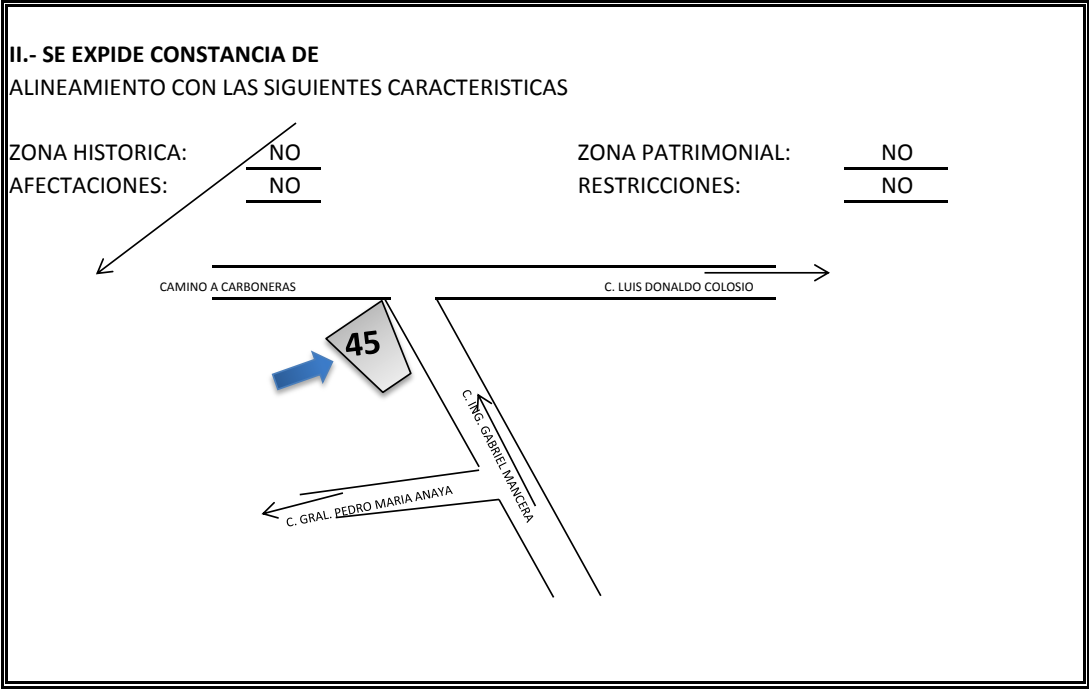 II.- SE EXPIDE CONSTANCIA DE
ALINEAMIENTO CON LAS SIGUIENTES CARACTERISTICAS
ZONA HISTORICA: NO ZONA PATRIMONIAL: NO
AFECTACIONES: NO RESTRICCIONES: NO
CAMINO A CARBONERAS C. LUIS DONALDO COLOSIO
45
C. ING. GABRIEL MANCERA
C. GRAL. PEDRO MARIA ANAYA